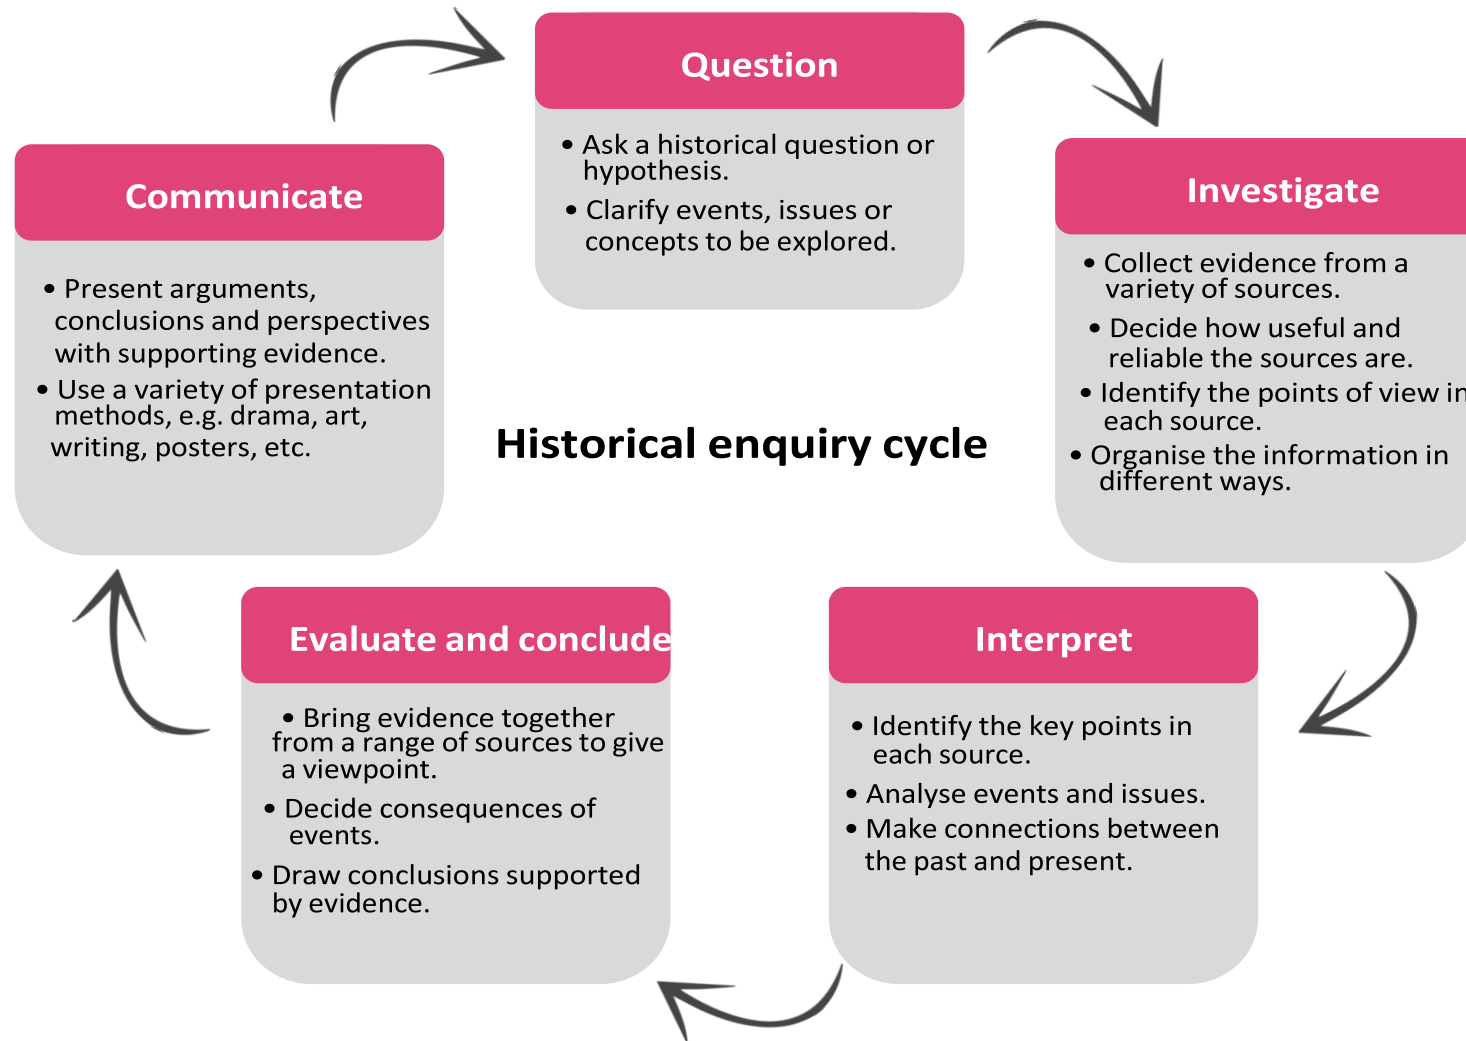 Question
• Ask a historical question or
hypothesis.
• Clarify events, issues or
concepts to be explored.
Investigate
• Collect evidence from a
variety of sources.
• Decide how useful and
reliable the sources are.
• Identify the points of view in
each source.
• Organise the information in
different ways.
Interpret
• Identify the key points in
each source.
• Analyse events and issues.
• Make connections between
the past and present.
Evaluate and conclude
• Bring evidence together
from a range of sources to give
a viewpoint.
• Decide consequences of
events.
• Draw conclusions supported
by evidence.
Communicate
• Present arguments,
conclusions and perspectives
with supporting evidence.
• Use a variety of presentation
methods, e.g. drama, art,
writing, posters, etc.
Historical enquiry cycle